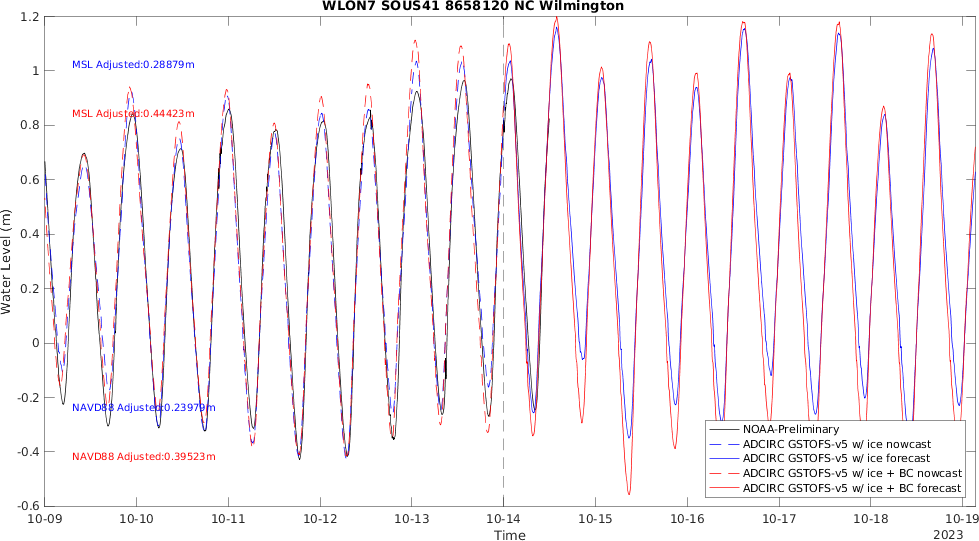 WLON7 SOUS41 8658120 NC Wilmington
1.2
1
0.8
0.6
0.4
0.2
0
-0.2
-0.4
-0.6
Water Level (m)
MSL Adjusted:0.28879m
MSL Adjusted:0.44423m
NAVD88 Adjusted:0.23979m
NAVD88 Adjusted:0.39523m
NOAA-Preliminary
ADCIRC GSTOFS-v5 w/ ice nowcast
ADCIRC GSTOFS-v5 w/ ice forecast
ADCIRC GSTOFS-v5 w/ ice + BC nowcast
ADCIRC GSTOFS-v5 w/ ice + BC forecast
10-09 10-10 10-11 10-12 10-13 10-14 10-15 10-16 10-17 10-18 10-19
Time
2023